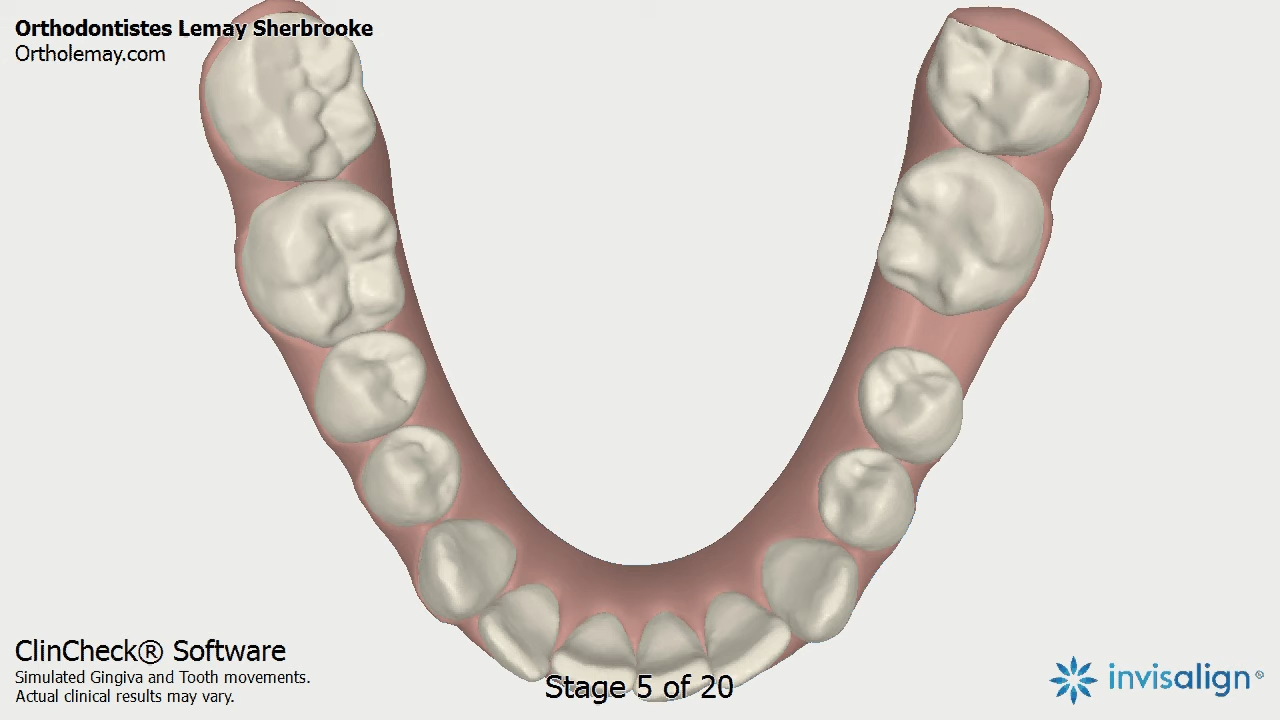 Orthodontistes Lemay Sherbrooke
Ortholemay.com
ClinCheck® Software
Simulated Gingiva and Tooth movements.
Actual clinical results may vary.
Stage 5 of 20
invisalign®